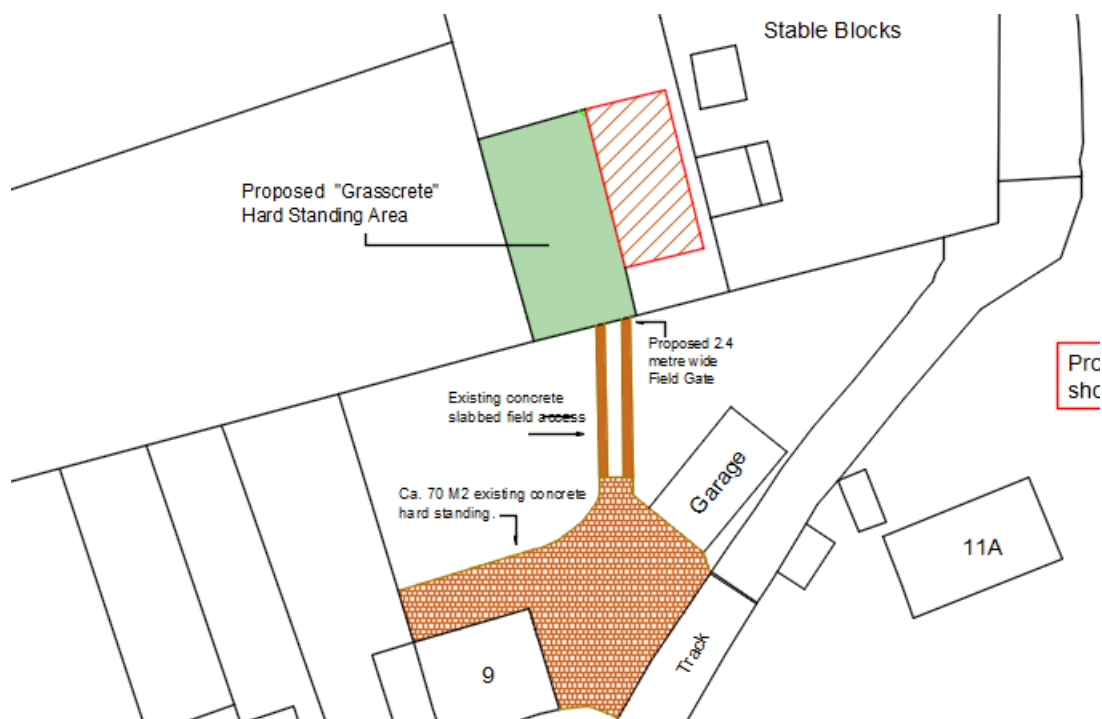 Stable Blocks
Proposed "Grasscrete"
Hard Standing Area
Proposed 2.4
metre wide
Field Gate
Pro
sho
Existing concrete
slabbed field access
Garage
Ca. 70 M2 existing concrete
hard standing.
11A
Track
9